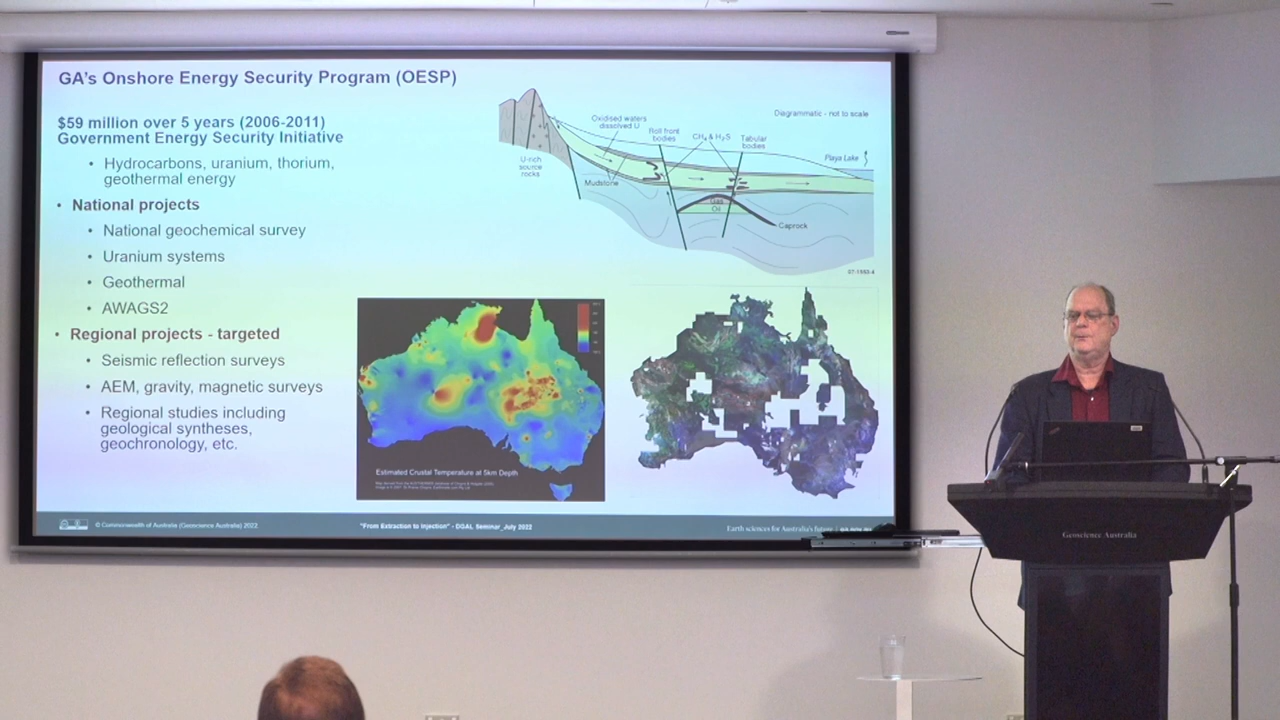 GA's Onshore Energy Security Program (OESP)
$59 million over 5 years (2006-2011)
Government Energy Security Initiative
• Hydrocarbons, uranium, thorium,
geothermal energy
• National projects
• National geochemical survey
• Uranium systems
• Geothermal
• AWAGS2
• Regional projects - targeted
• Seismic reflection surveys
• AEM, gravity, magnetic surveys
• Regional studies including
geological syntheses,
geochronology, etc.
Diagrammatic - not to scale
Oxidised waters
dissolved U
Roll front
bodies
CH₄ & H₂S
Tabular
bodies
Playa Lake
U-rich
source
rocks
Mudstone
Gas
Oil
Caprock
Estimated Crustal Temperature at 5km Depth
© Commonwealth of Australia (Geoscience Australia) 2022
"From Extraction to Injection" - DGAL Seminar_July 2022
Earth sciences for Australia's future
Geoscience Australia